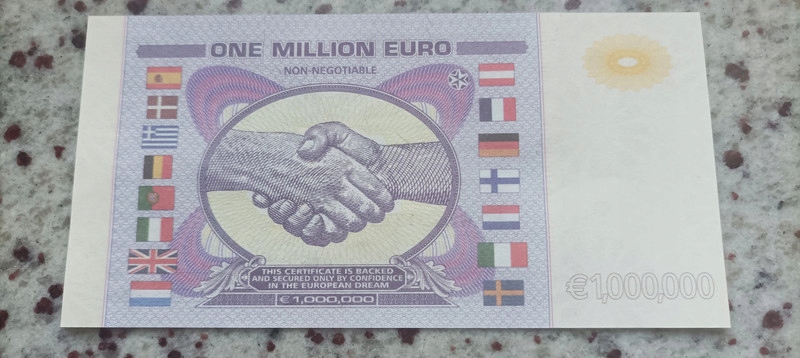 ONE MILLION EURO
NON-NEGOTIABLE
THIS CERTIFICATE IS BACKED
AND SECURED ONLY BY CONFIDENCE
IN THE EUROPEAN DREAM
€1,000,000
€1,000,000